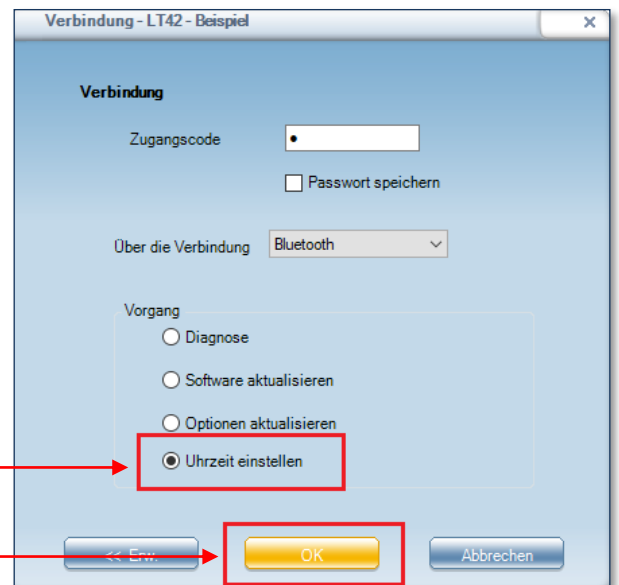 Verbindung - LT42 - Beispiel
Verbindung
Zugangscode
Passwort speichern
Über die Verbindung Bluetooth
Vorgang
Diagnose
Software aktualisieren
Optionen aktualisieren
Uhrzeit einstellen
<< Erw. OK Abbrechen